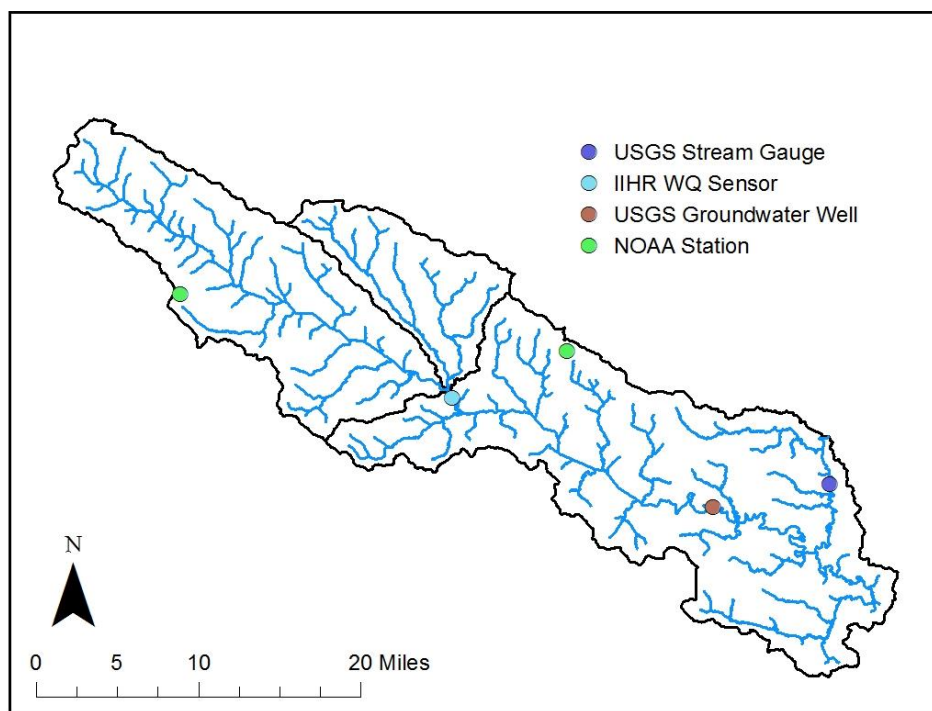 USGS Stream Gauge
IIHR WQ Sensor
USGS Groundwater Well
NOAA Station
N
0 5 10 20 Miles